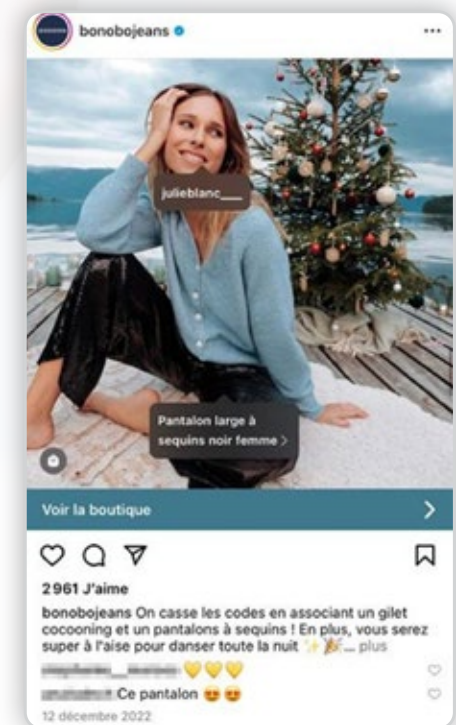 bonobojeans
julieblanc___
Pantalon large à
sequins noir femme >
Voir la boutique
2961 J'aime
bonobojeans On casse les codes en associant un gilet
cocooning et un pantalons à sequins ! En plus, vous serez
super à l'aise pour danser toute la nuit ✨🎉... plus
💛💛💛
Ce pantalon 😍😍
12 décembre 2022